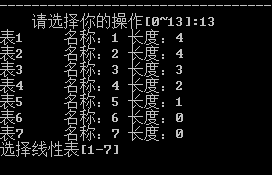 请选择你的操作[0~13]:13
表1 名称：1 长度：4
表2 名称：2 长度：4
表3 名称：3 长度：3
表4 名称：4 长度：2
表5 名称：5 长度：1
表6 名称：6 长度：0
表7 名称：7 长度：0
选择线性表[1-7]